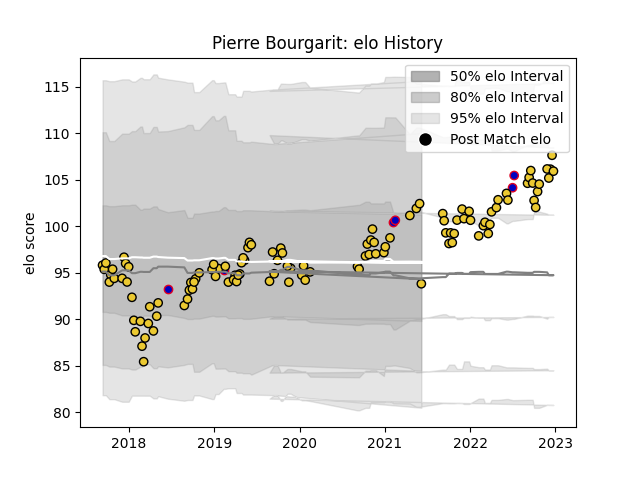 Pierre Bourgarit: elo History
50% elo Interval
80% elo Interval
95% elo Interval
Post Match elo
elo score
115
110
105
100
95
90
85
80
2018 2019 2020 2021 2022 2023